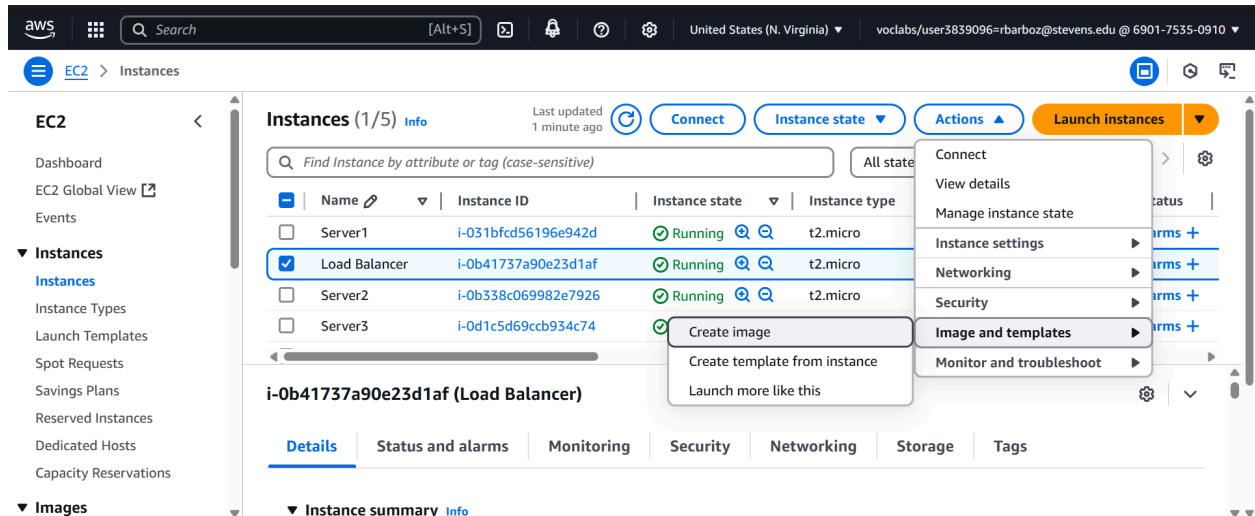 aws
Search [Alt+S]
United States (N. Virginia)
voclabs/user3839096=rbarboz@stevens.edu @ 6901-7535-0910
EC2 > Instances
EC2
Dashboard
EC2 Global View
Events
Instances
Instances
Instance Types
Launch Templates
Spot Requests
Savings Plans
Reserved Instances
Dedicated Hosts
Capacity Reservations
Images
Instances (1/5) Info
Last updated
1 minute ago
Connect
Instance state
Actions
Launch instances
Find Instance by attribute or tag (case-sensitive)
All state
Name Instance ID Instance state Instance type tatus
Server1 i-031bfcd56196e942d Running t2.micro arms +
Load Balancer i-0b41737a90e23d1af Running t2.micro arms +
Server2 i-0b338c069982e7926 Running t2.micro arms +
Server3 i-0d1c5d69ccb934c74 arms +
Connect
View details
Manage instance state
Instance settings
Networking
Security
Image and templates
Monitor and troubleshoot
Create image
Create template from instance
Launch more like this
i-0b41737a90e23d1af (Load Balancer)
Details Status and alarms Monitoring Security Networking Storage Tags
Instance summary Info